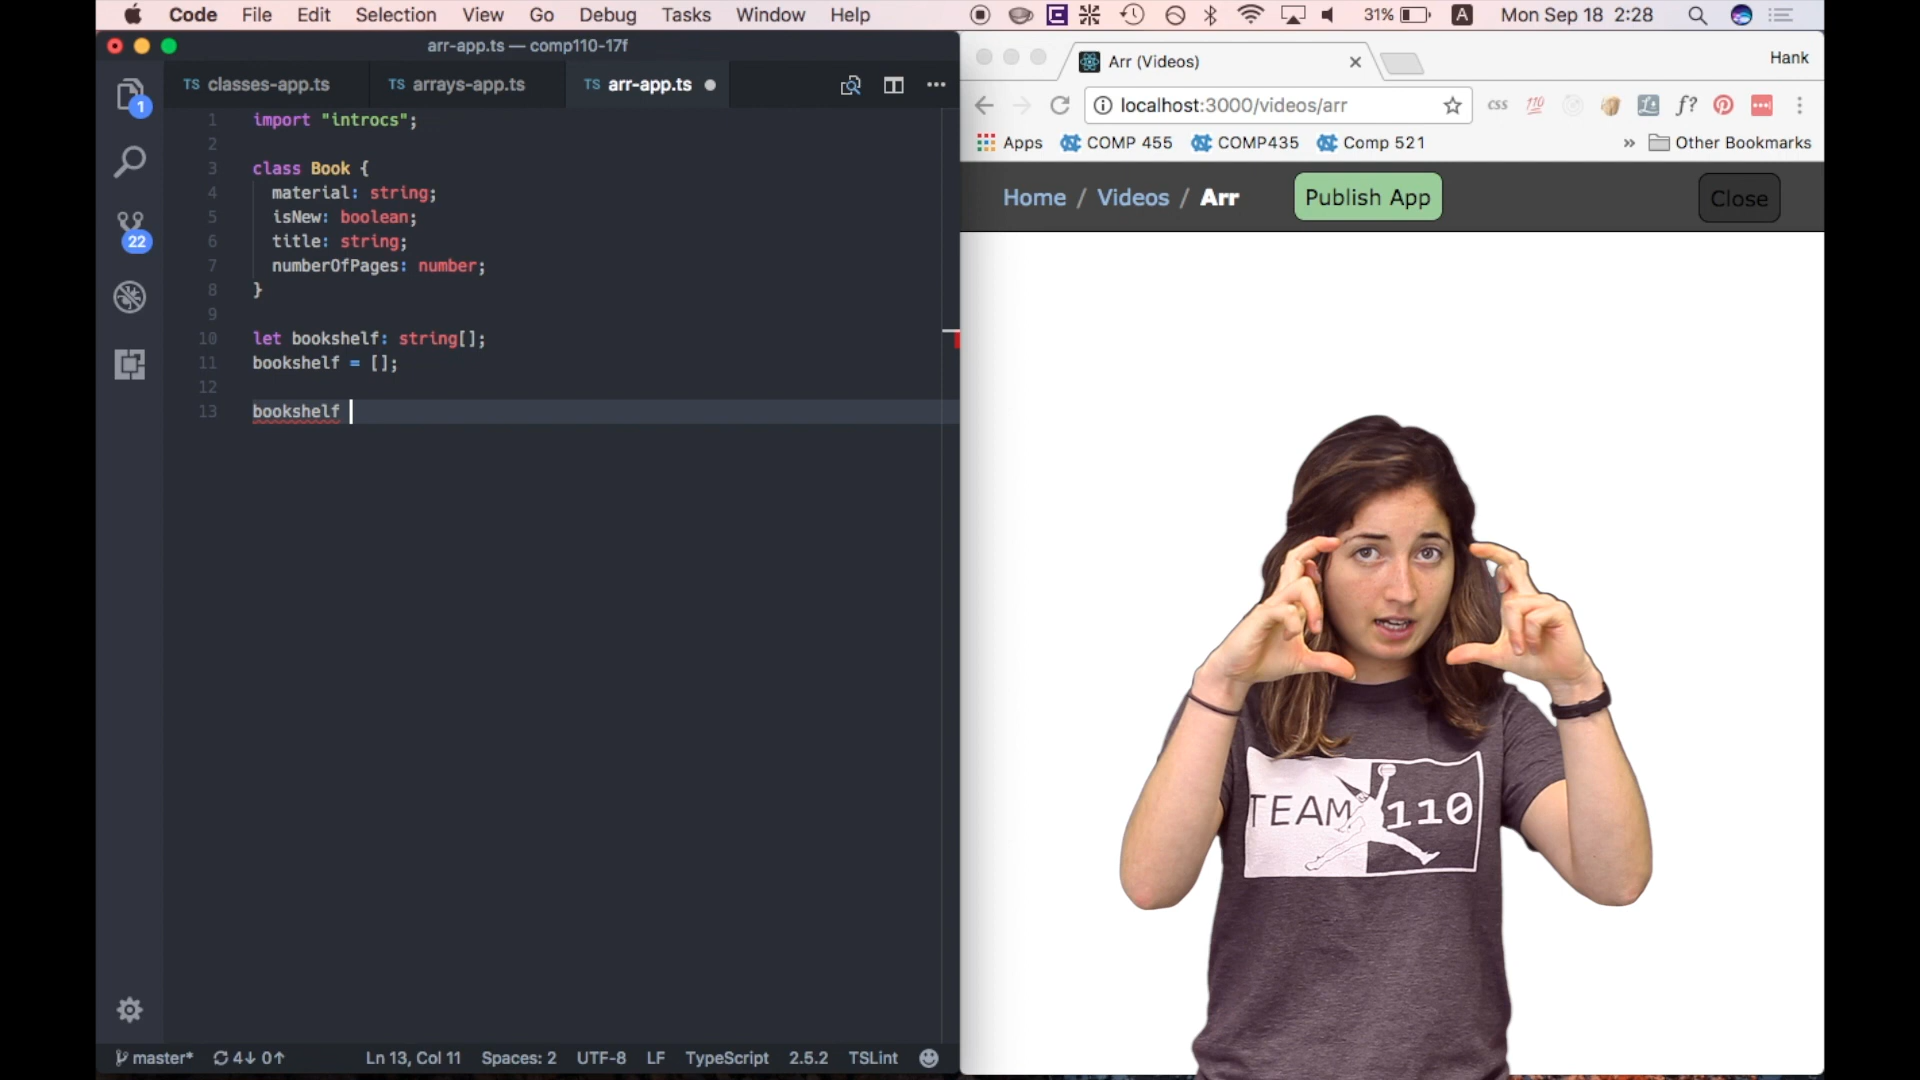 Code File Edit Selection View Go Debug Tasks Window Help 31% A Mon Sep 18 2:28
arr-app.ts — comp110-17f
TS classes-app.ts TS arrays-app.ts TS arr-app.ts
1 import "introcs";
2
3 class Book {
4 material: string;
5 isNew: boolean;
6 title: string;
7 numberOfPages: number;
8 }
9
10 let bookshelf: string[];
11 bookshelf = [];
12
13 bookshelf
1
22
master* 4↓ 0↑ Ln 13, Col 11 Spaces: 2 UTF-8 LF TypeScript 2.5.2 TSLint
Arr (Videos) Hank
localhost:3000/videos/arr css 110 f?
Apps COMP 455 COMP435 Comp 521 » Other Bookmarks
Home / Videos / Arr Publish App Close
TEAM 110